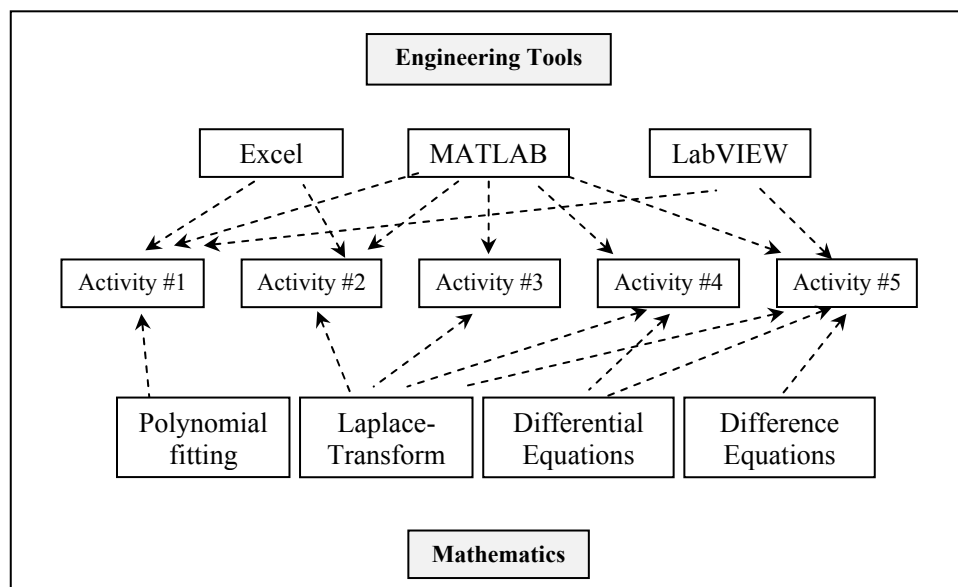 Engineering Tools
Excel
MATLAB
LabVIEW
Activity #1
Activity #2
Activity #3
Activity #4
Activity #5
Polynomial
fitting
Laplace-
Transform
Differential
Equations
Difference
Equations
Mathematics